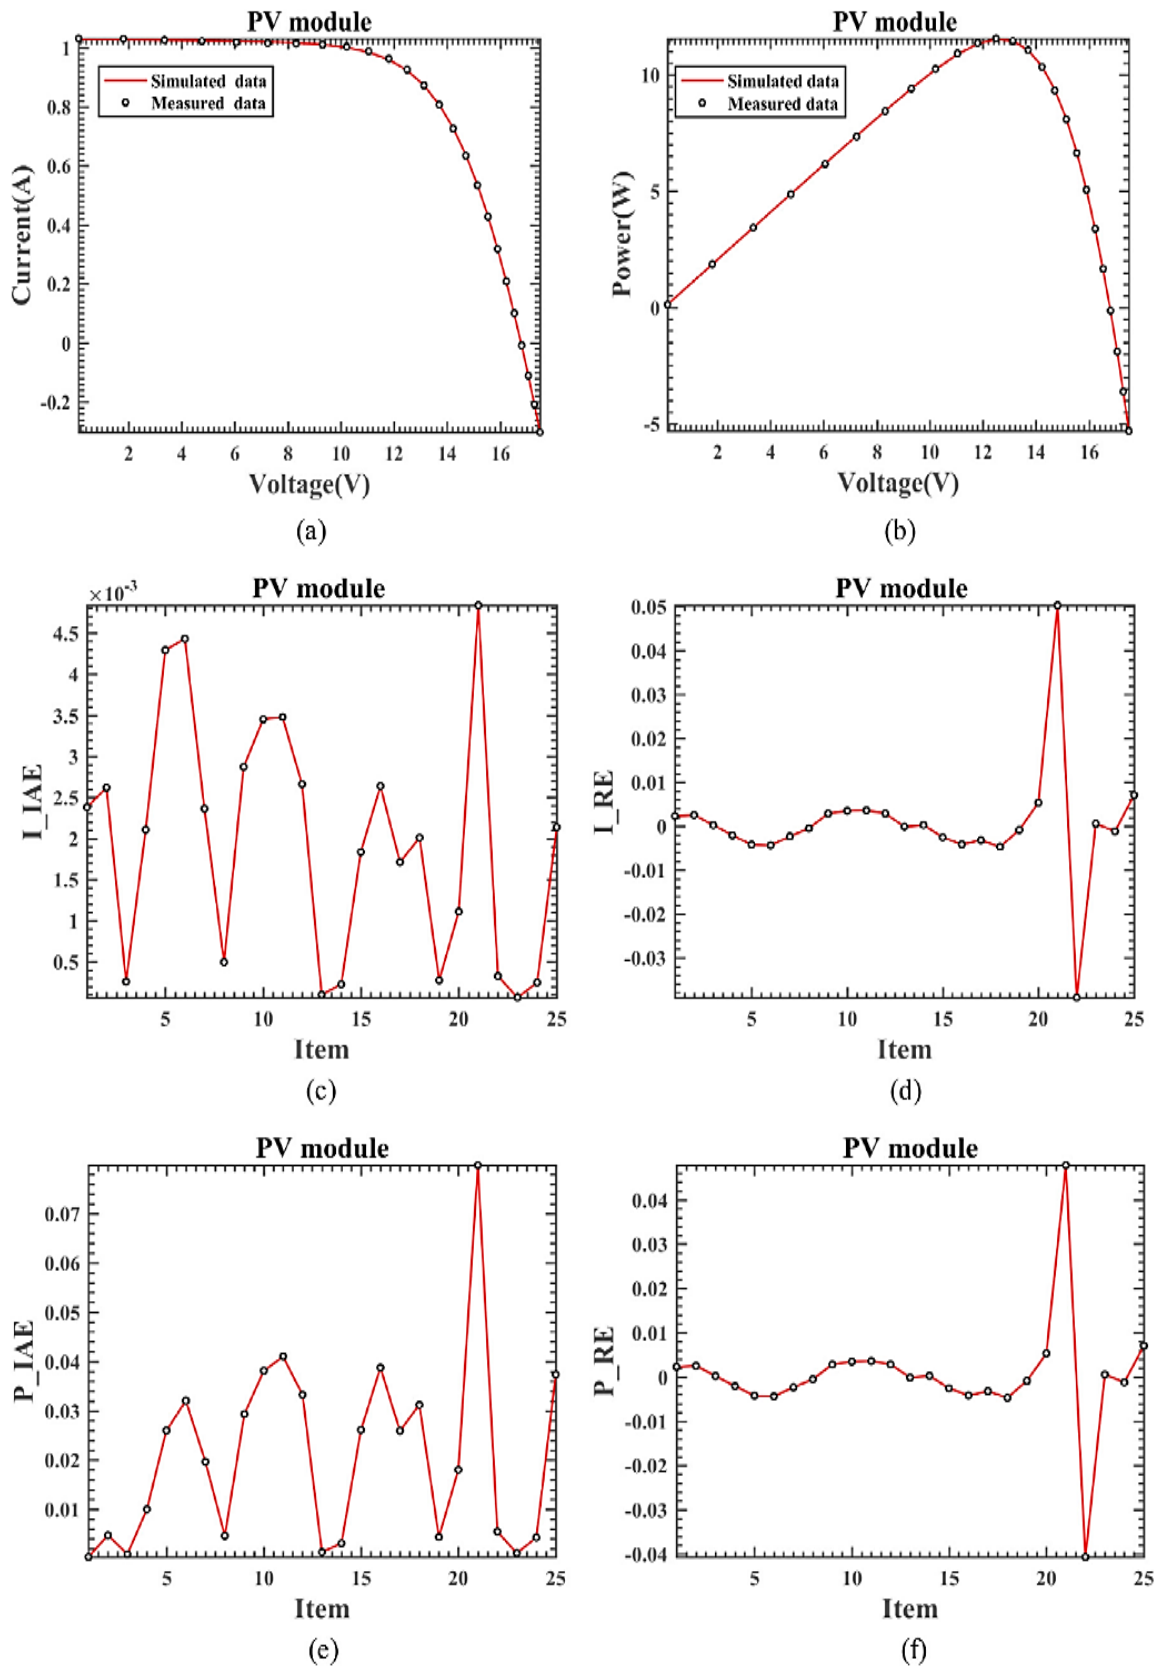 PV module
1
0.8
0.6
0.4
0.2
0
-0.2
Current(A)
Simulated data
Measured data
2 4 6 8 10 12 14 16
Voltage(V)
(a)
PV module
10
5
0
-5
Power(W)
Simulated data
Measured data
2 4 6 8 10 12 14 16
Voltage(V)
(b)
PV module
×10-3
4.5
4
3.5
3
2.5
2
1.5
1
0.5
I_IAE
5 10 15 20 25
Item
(c)
PV module
0.05
0.04
0.03
0.02
0.01
0
-0.01
-0.02
-0.03
I_RE
5 10 15 20 25
Item
(d)
PV module
0.07
0.06
0.05
0.04
0.03
0.02
0.01
P_IAE
5 10 15 20 25
Item
(e)
PV module
0.04
0.03
0.02
0.01
0
-0.01
-0.02
-0.03
-0.04
P_RE
5 10 15 20 25
Item
(f)